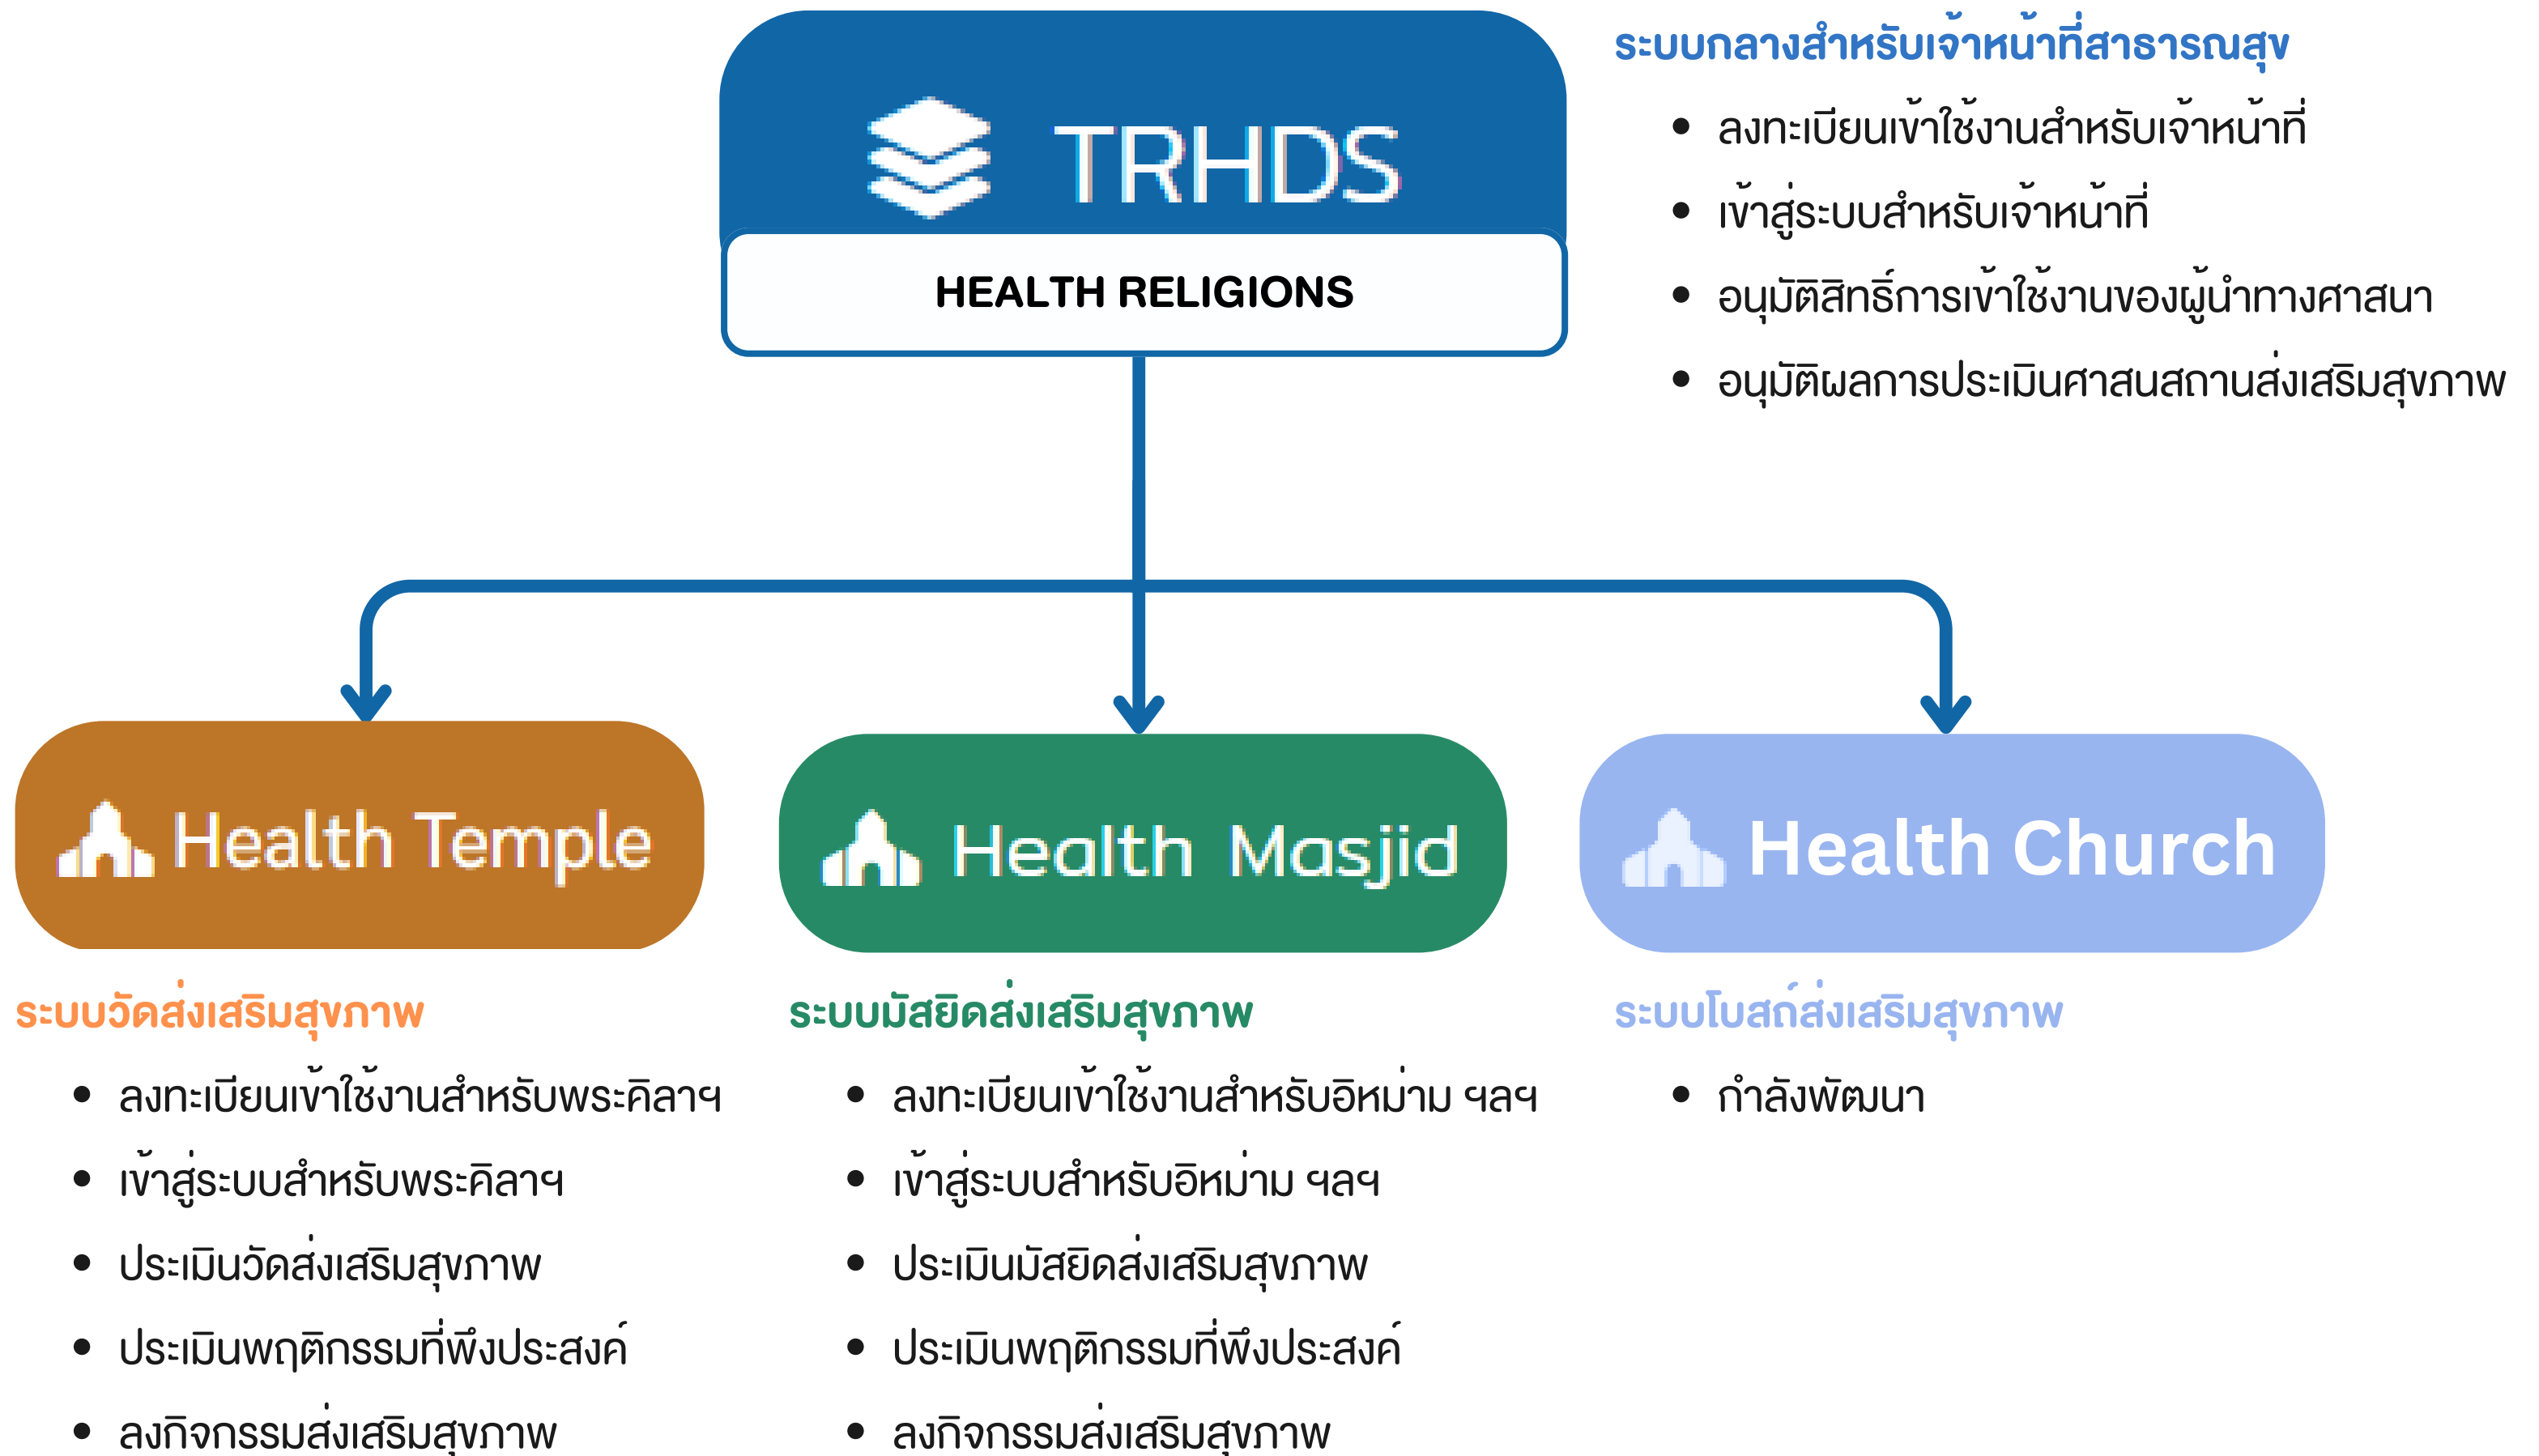 TRHDS
HEALTH RELIGIONS
ระบบกลางสำหรับเจ้าหน้าที่สาธารณสุข
ลงทะเบียนเข้าใช้งานสำหรับเจ้าหน้าที่
เข้าสู่ระบบสำหรับเจ้าหน้าที่
อนุมัติสิทธิ์การเข้าใช้งานของผู้นำทางศาสนา
อนุมัติผลการประเมินศาสนสถานส่งเสริมสุขภาพ
Health Temple
ระบบวัดส่งเสริมสุขภาพ
ลงทะเบียนเข้าใช้งานสำหรับพระคิลาฯ
เข้าสู่ระบบสำหรับพระคิลาฯ
ประเมินวัดส่งเสริมสุขภาพ
ประเมินพฤติกรรมที่พึงประสงค์
ลงกิจกรรมส่งเสริมสุขภาพ
Health Masjid
ระบบมัสยิดส่งเสริมสุขภาพ
ลงทะเบียนเข้าใช้งานสำหรับอิหม่าม ฯลฯ
เข้าสู่ระบบสำหรับอิหม่าม ฯลฯ
ประเมินมัสยิดส่งเสริมสุขภาพ
ประเมินพฤติกรรมที่พึงประสงค์
ลงกิจกรรมส่งเสริมสุขภาพ
Health Church
ระบบโบสถ์ส่งเสริมสุขภาพ
กำลังพัฒนา